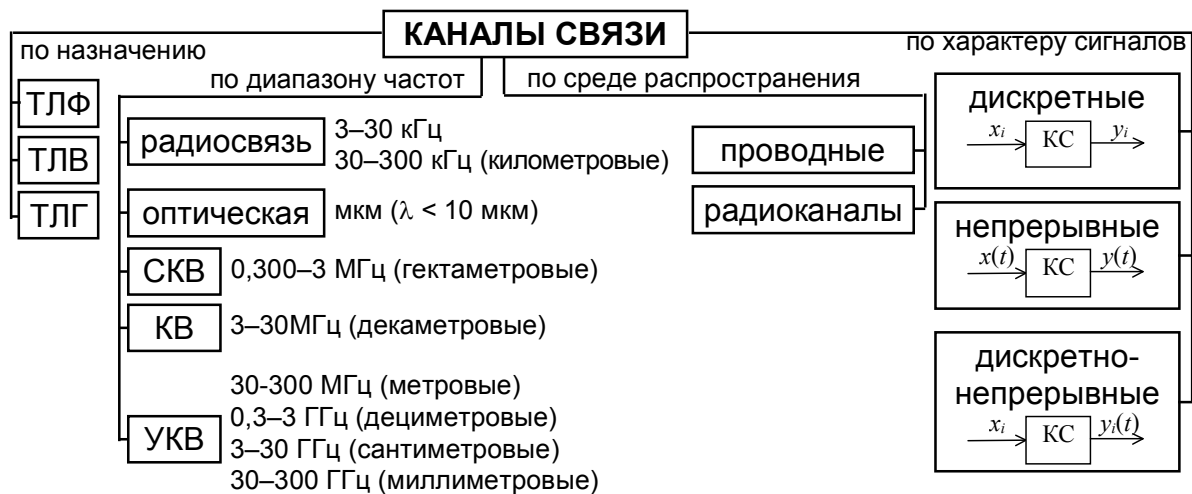 КАНАЛЫ СВЯЗИ
по назначению
ТЛФ
ТЛВ
ТЛГ
по диапазону частот
радиосвязь
3–30 кГц
30–300 кГц (километровые)
оптическая
мкм (λ < 10 мкм)
СКВ
0,300–3 МГц (гектаметровые)
КВ
3–30МГц (декаметровые)
УКВ
30-300 МГц (метровые)
0,3–3 ГГц (дециметровые)
3–30 ГГц (сантиметровые)
30–300 ГГц (миллиметровые)
по среде распространения
проводные
радиоканалы
по характеру сигналов
дискретные
xᵢ КС yᵢ
непрерывные
x(t) КС y(t)
дискретно-
непрерывные
xᵢ КС yᵢ(t)